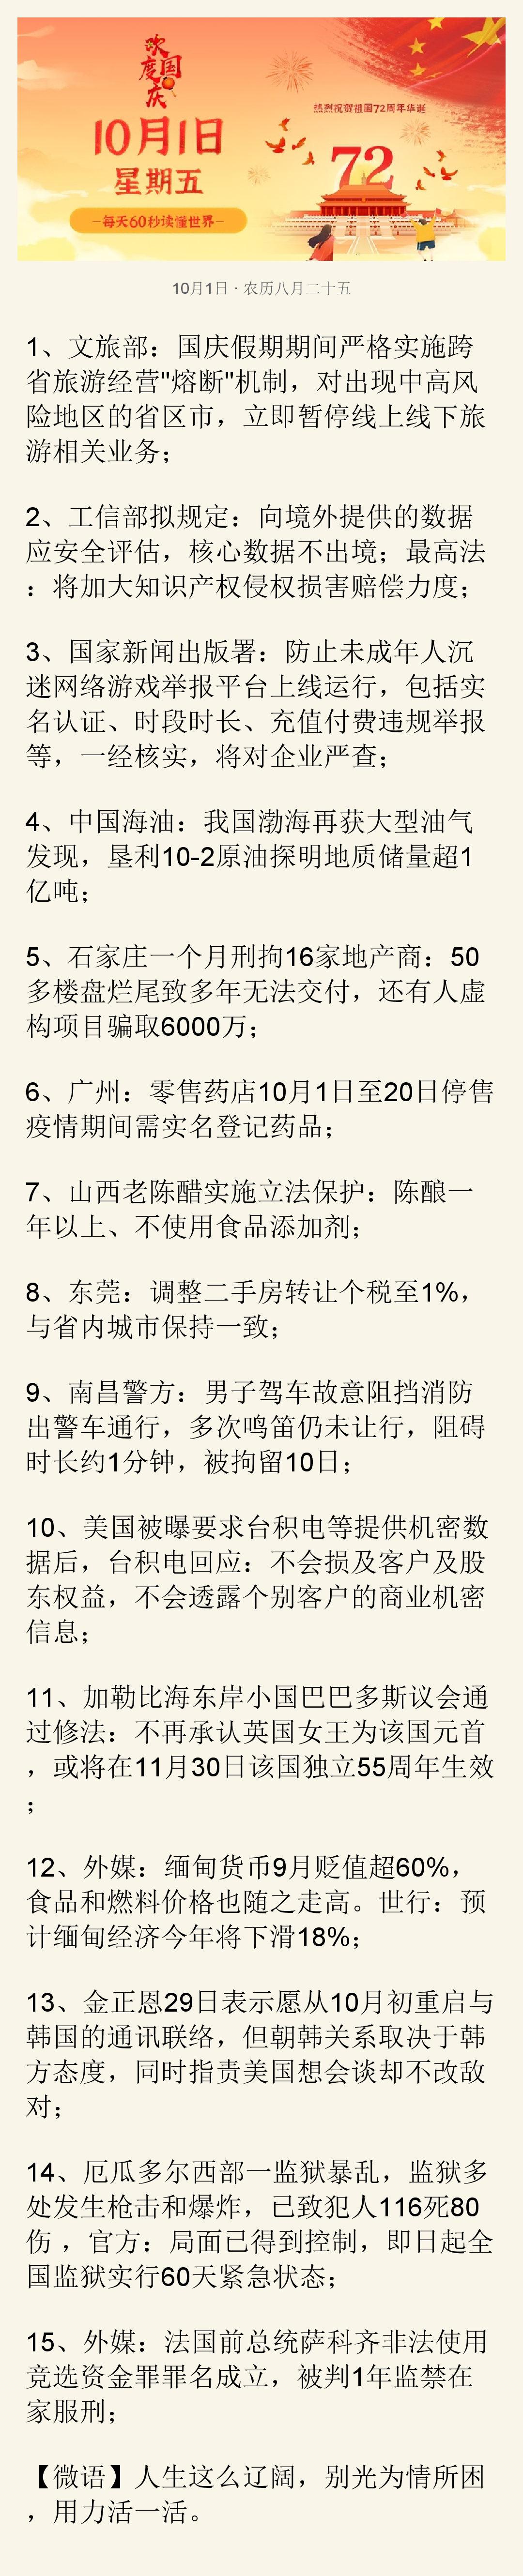 欢度国庆
10月1日
星期五
每天60秒读懂世界
热烈祝贺祖国72周年华诞
72
10月1日 · 农历八月二十五
1、文旅部：国庆假期期间严格实施跨
省旅游经营"熔断"机制，对出现中高风
险地区的省区市，立即暂停线上线下旅
游相关业务；
2、工信部拟规定：向境外提供的数据
应安全评估，核心数据不出境；最高法
：将加大知识产权侵权损害赔偿力度；
3、国家新闻出版署：防止未成年人沉
迷网络游戏举报平台上线运行，包括实
名认证、时段时长、充值付费违规举报
等，一经核实，将对企业严查；
4、中国海油：我国渤海再获大型油气
发现，垦利10-2原油探明地质储量超1
亿吨；
5、石家庄一个月刑拘16家地产商：50
多楼盘烂尾致多年无法交付，还有人虚
构项目骗取6000万；
6、广州：零售药店10月1日至20日停售
疫情期间需实名登记药品；
7、山西老陈醋实施立法保护：陈酿一
年以上、不使用食品添加剂；
8、东莞：调整二手房转让个税至1%，
与省内城市保持一致；
9、南昌警方：男子驾车故意阻挡消防
出警车通行，多次鸣笛仍未让行，阻碍
时长约1分钟，被拘留10日；
10、美国被曝要求台积电等提供机密数
据后，台积电回应：不会损及客户及股
东权益，不会透露个别客户的商业机密
信息；
11、加勒比海东岸小国巴巴多斯议会通
过修法：不再承认英国女王为该国元首
，或将在11月30日该国独立55周年生效
；
12、外媒：缅甸货币9月贬值超60%，
食品和燃料价格也随之走高。世行：预
计缅甸经济今年将下滑18%；
13、金正恩29日表示愿从10月初重启与
韩国的通讯联络，但朝韩关系取决于韩
方态度，同时指责美国想会谈却不改敌
对；
14、厄瓜多尔西部一监狱暴乱，监狱多
处发生枪击和爆炸，已致犯人116死80
伤 ，官方：局面已得到控制，即日起全
国监狱实行60天紧急状态；
15、外媒：法国前总统萨科齐非法使用
竞选资金罪罪名成立，被判1年监禁在
家服刑；
【微语】人生这么辽阔，别光为情所困
，用力活一活。